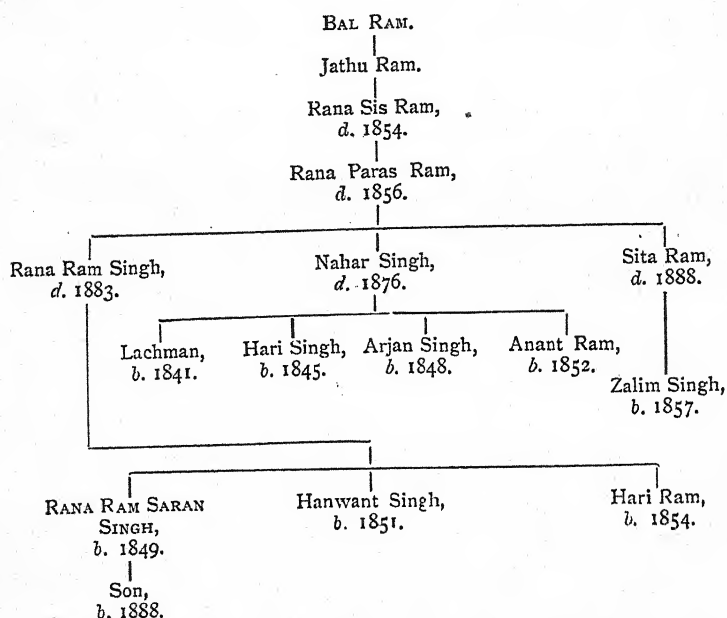 BAL RAM.
Jathu Ram.
Rana Sis Ram,
d. 1854.
Rana Paras Ram,
d. 1856.
Rana Ram Singh,
d. 1883.
Nahar Singh,
d. 1876.
Sita Ram,
d. 1888.
Lachman,
b. 1841.
Hari Singh,
b. 1845.
Arjan Singh,
b. 1848.
Anant Ram,
b. 1852.
Zalim Singh,
b. 1857.
RANA RAM SARAN
SINGH,
b. 1849.
Hanwant Singh,
b. 1851.
Hari Ram,
b. 1854.
Son,
b. 1888.